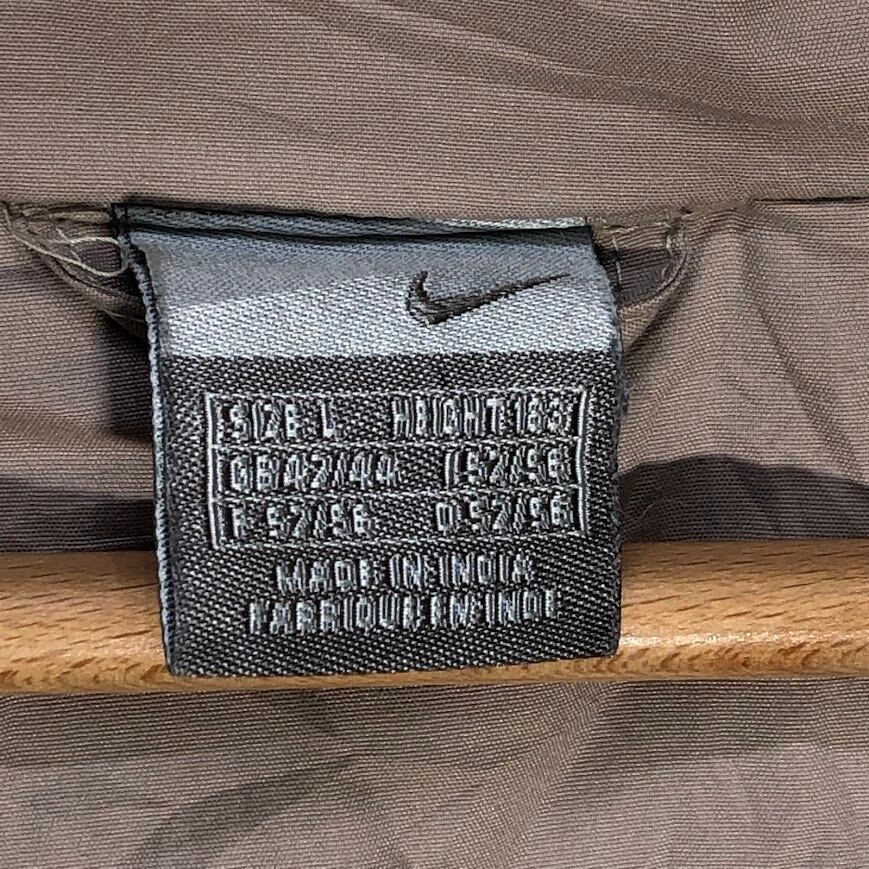 SIZE L HEIGHT 183
GB 42/44 I 52/56
F 52/56 D 52/56
MADE IN INDIA
FABRIQUE EN INDE